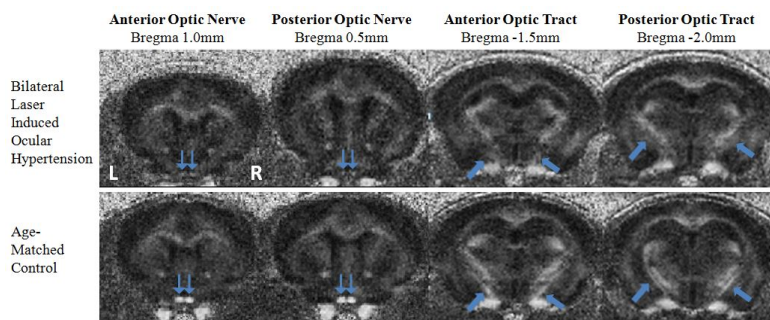 Anterior Optic Nerve
Bregma 1.0mm
Posterior Optic Nerve
Bregma 0.5mm
Anterior Optic Tract
Bregma -1.5mm
Posterior Optic Tract
Bregma -2.0mm
Bilateral
Laser
Induced
Ocular
Hypertension
L
R
Age-
Matched
Control